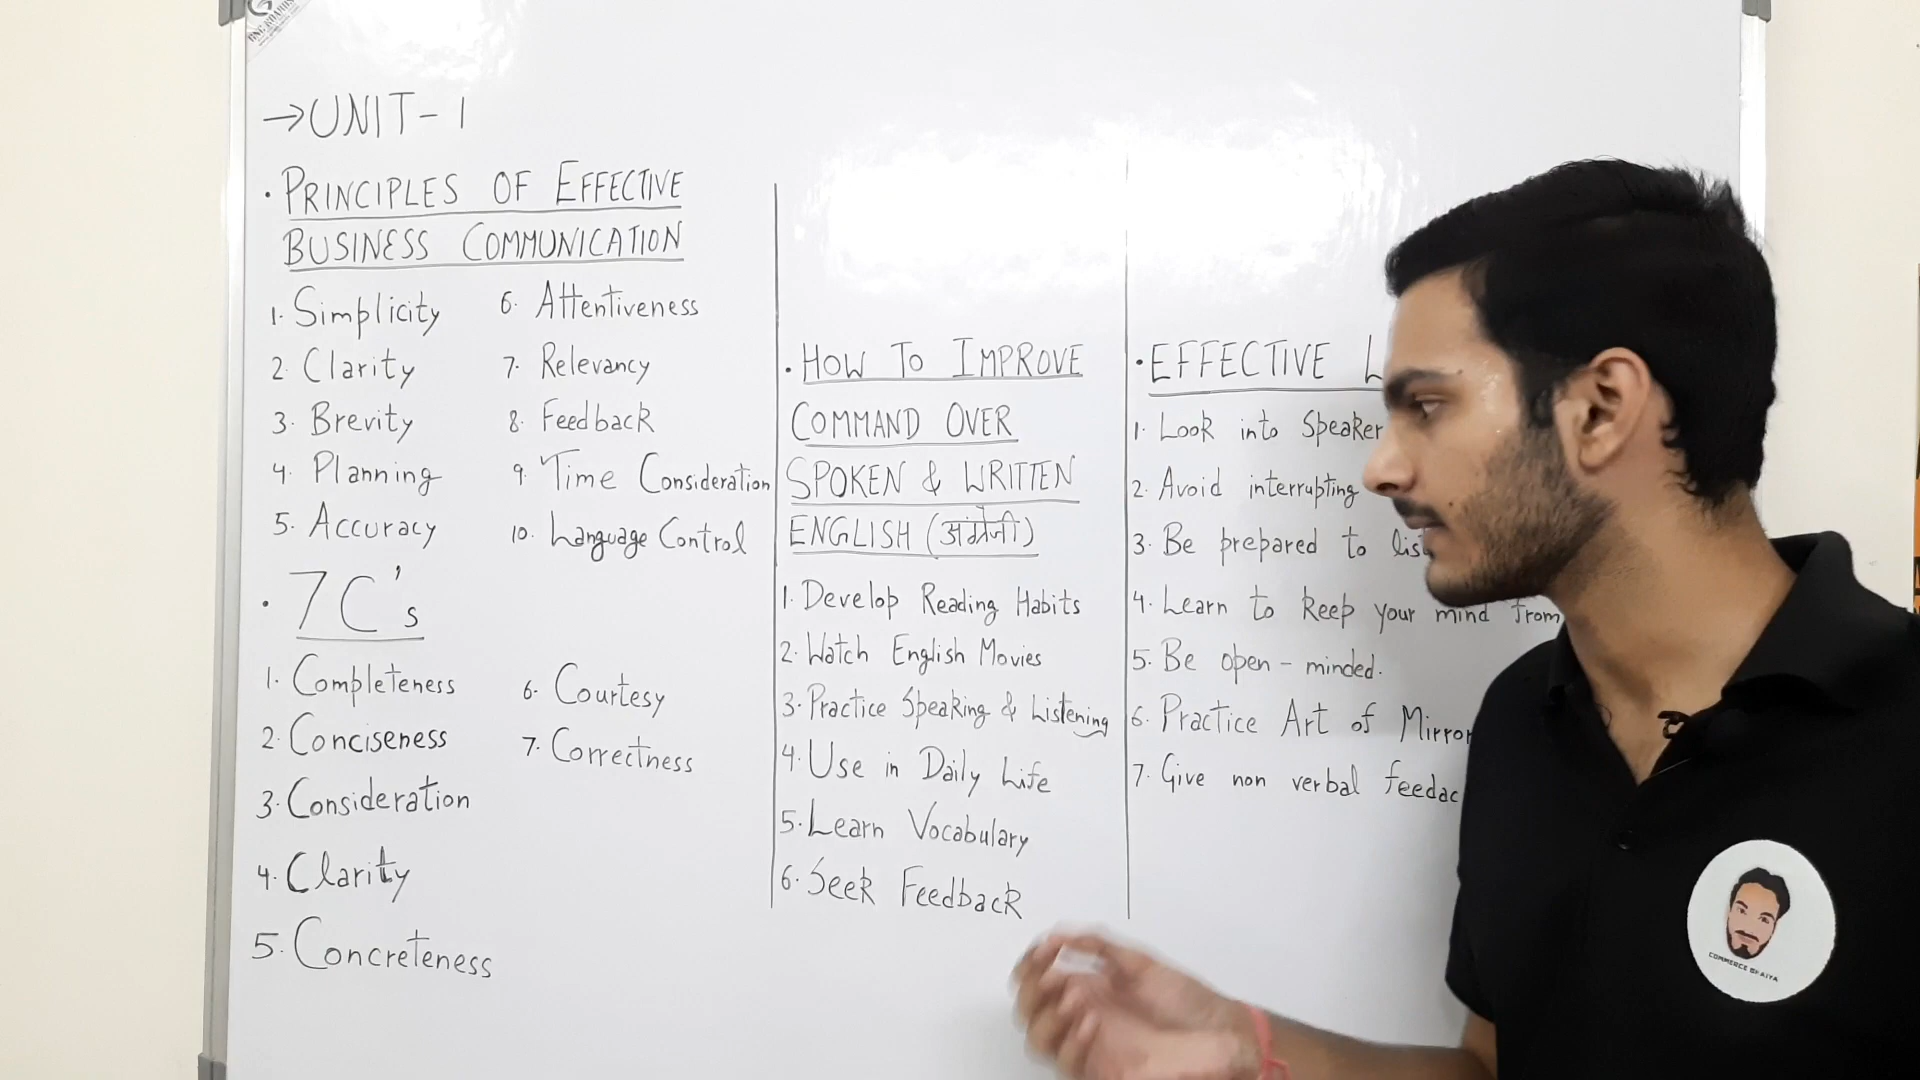 →UNIT-1
• PRINCIPLES OF EFFECTIVE
BUSINESS COMMUNICATION
1. Simplicity
2. Clarity
3. Brevity
4. Planning
5. Accuracy
6. Attentiveness
7. Relevancy
8. Feedback
9. Time Consideration
10. Language Control
• 7C's
1. Completeness
2. Conciseness
3. Consideration
4. Clarity
5. Concreteness
6. Courtesy
7. Correctness
• HOW TO IMPROVE
COMMAND OVER
SPOKEN & WRITTEN
ENGLISH (अंग्रेजी)
1. Develop Reading Habits
2. Watch English Movies
3. Practice Speaking & Listening
4. Use in Daily Life
5. Learn Vocabulary
6. Seek Feedback
• EFFECTIVE L
1. Look into Speaker
2. Avoid interrupting
3. Be prepared to lis
4. Learn to keep your mind from
5. Be open - minded.
6. Practice Art of Mirror
7. Give non verbal feedac
COMMERCE BHAIYA